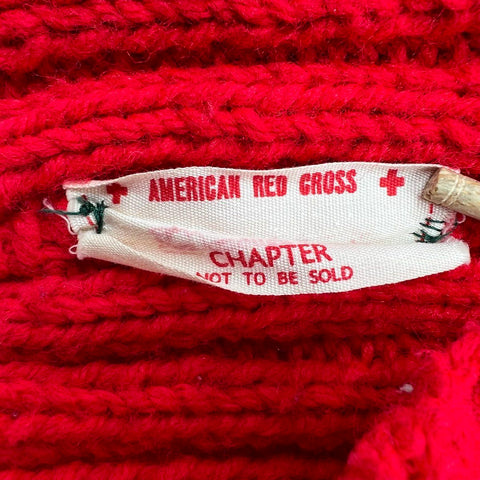 AMERICAN RED CROSS
CHAPTER
NOT TO BE SOLD